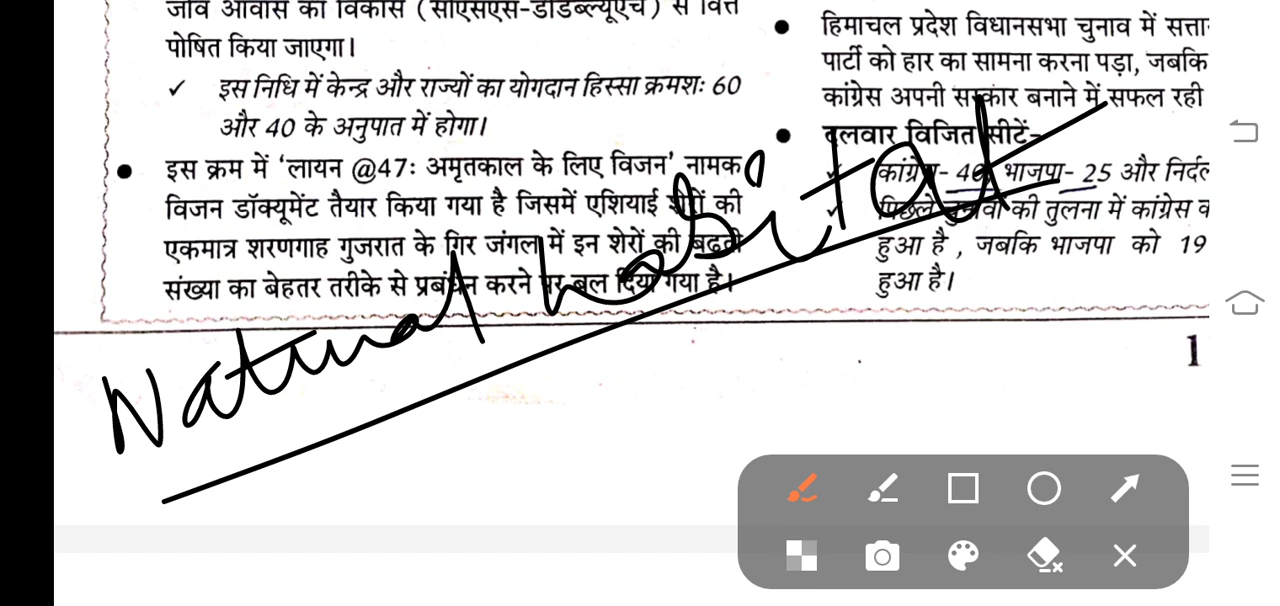 जीव आवास का विकास (सीएसएस-डीडब्ल्यूएच) से वित्त
पोषित किया जाएगा।
✓ इस निधि में केन्द्र और राज्यों का योगदान हिस्सा क्रमशः 60
और 40 के अनुपात में होगा।
• इस क्रम में ‘लायन @47: अमृतकाल के लिए विजन’ नामक
विजन डॉक्यूमेंट तैयार किया गया है जिसमें एशियाई शेरों की
एकमात्र शरणगाह गुजरात के गिर जंगल में इन शेरों की बढ़ती
संख्या का बेहतर तरीके से प्रबंधन करने पर बल दिया गया है।
• हिमाचल प्रदेश विधानसभा चुनाव में सत्ता
पार्टी को हार का सामना करना पड़ा, जबकि
कांग्रेस अपनी सरकार बनाने में सफल रही
• दलवार विजित सीटें-
✓ कांग्रेस- 40, भाजपा- 25 और निर्दल
✓ पिछले चुनावों की तुलना में कांग्रेस
हुआ है, जबकि भाजपा को 19
हुआ है।
1
Natural habitat